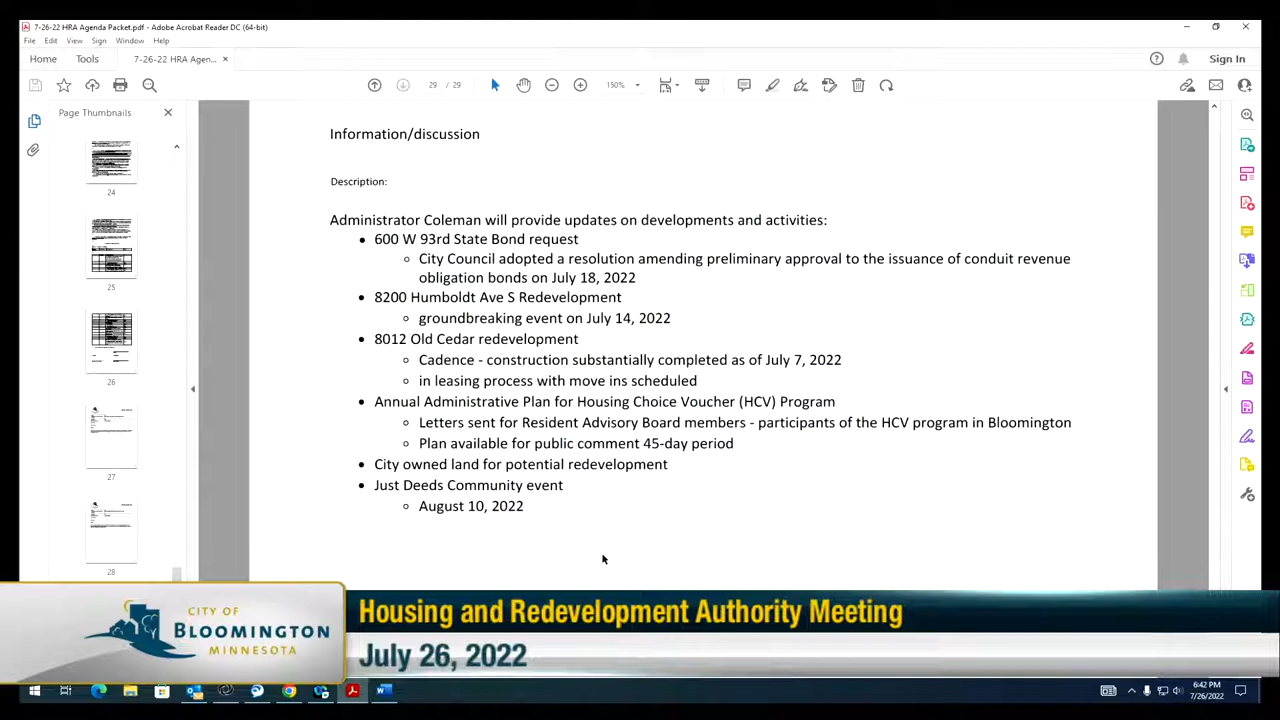 7-26-22 HRA Agenda Packet.pdf - Adobe Acrobat Reader DC (64-bit)
File Edit View Sign Window Help
Home Tools 7-26-22 HRA Agen... × Sign In
29 / 29 150%
Page Thumbnails
24
25
26
27
28
Information/discussion
Description:
Administrator Coleman will provide updates on developments and activities:
• 600 W 93rd State Bond request
◦ City Council adopted a resolution amending preliminary approval to the issuance of conduit revenue
obligation bonds on July 18, 2022
• 8200 Humboldt Ave S Redevelopment
◦ groundbreaking event on July 14, 2022
• 8012 Old Cedar redevelopment
◦ Cadence - construction substantially completed as of July 7, 2022
◦ in leasing process with move ins scheduled
• Annual Administrative Plan for Housing Choice Voucher (HCV) Program
◦ Letters sent for Resident Advisory Board members - participants of the HCV program in Bloomington
◦ Plan available for public comment 45-day period
• City owned land for potential redevelopment
• Just Deeds Community event
◦ August 10, 2022
CITY OF
BLOOMINGTON
MINNESOTA
Housing and Redevelopment Authority Meeting
July 26, 2022
6:42 PM
7/26/2022